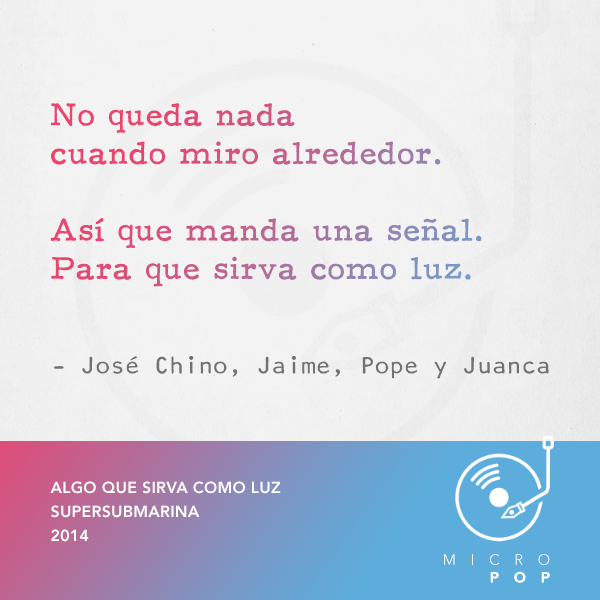 No queda nada
cuando miro alrededor.
Así que manda una señal.
Para que sirva como luz.
- José Chino, Jaime, Pope y Juanca
ALGO QUE SIRVA COMO LUZ
SUPERSUBMARINA
2014
MICRO
POP